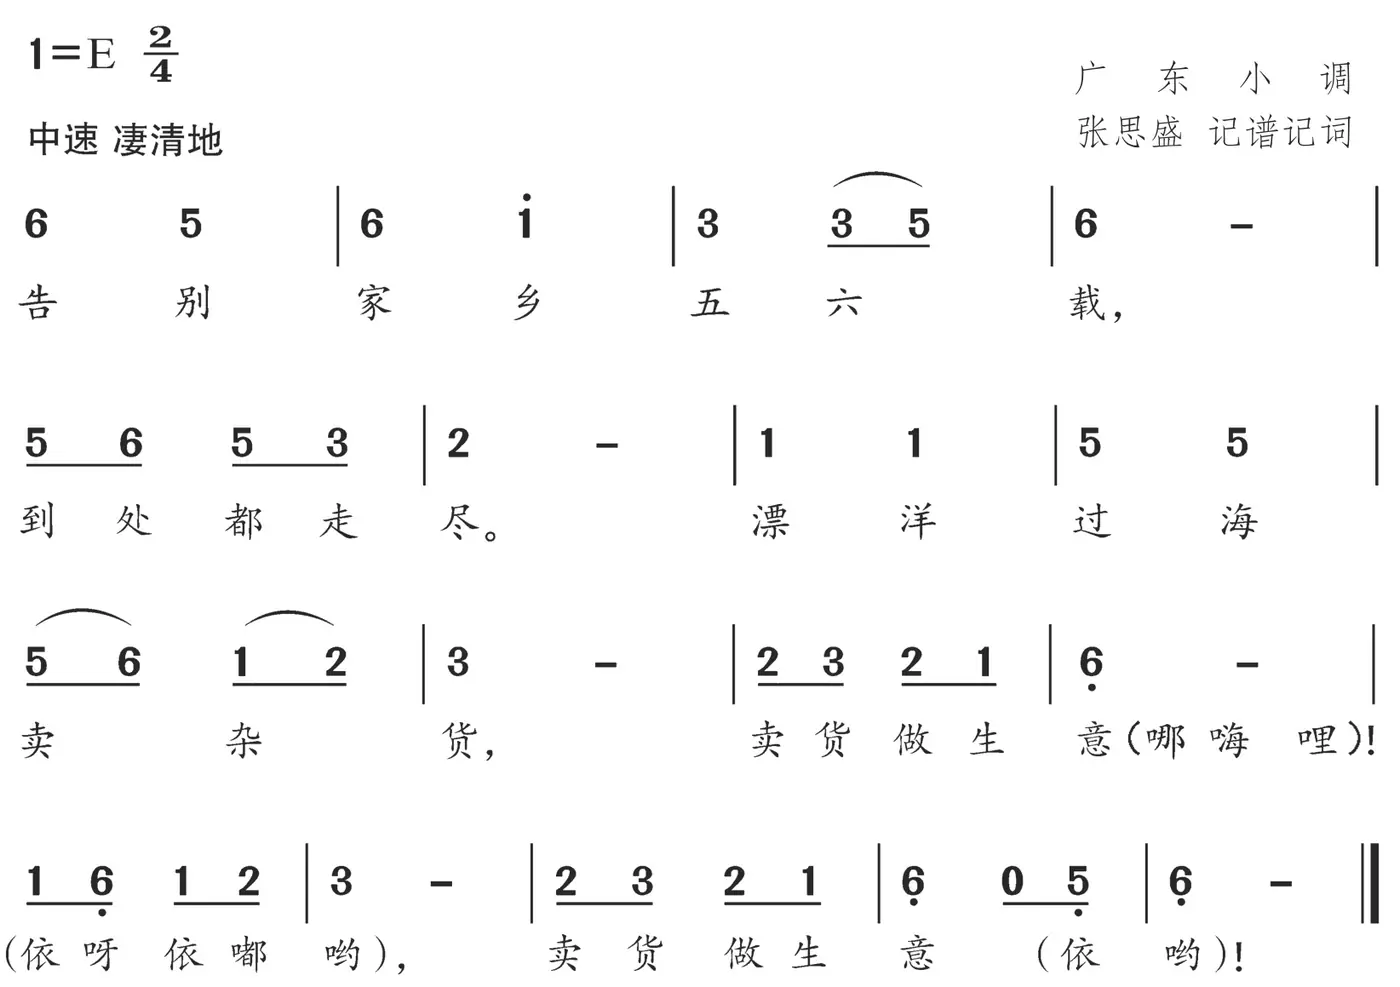 1=E 2/4
广 东 小 调
中速 凄清地
张思盛 记谱记词
6 5 | 6 i̇ | 3 3 5 | 6 – |
告 别 家 乡 五 六 载，
5 6 5 3 | 2 – | 1 1 | 5 5 |
到 处 都 走 尽。 漂 洋 过 海
5 6 1 2 | 3 – | 2 3 2 1 | 6̣ – |
卖 杂 货， 卖 货 做 生 意（哪 嗨 哩）！
1 6̣ 1 2 | 3 – | 2 3 2 1 | 6̣ 0 5̣ | 6̣ – ‖
（依 呀 依 嘟 哟）， 卖 货 做 生 意 （依 哟）！